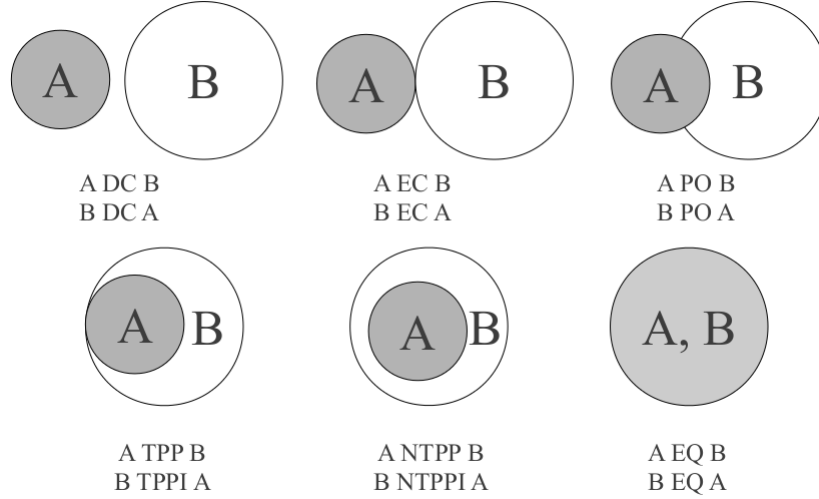 A
B
A
B
A
B
A DC B
B DC A
A EC B
B EC A
A PO B
B PO A
A
B
A
B
A, B
A TPP B
B TPPI A
A NTPP B
B NTPPI A
A EQ B
B EQ A